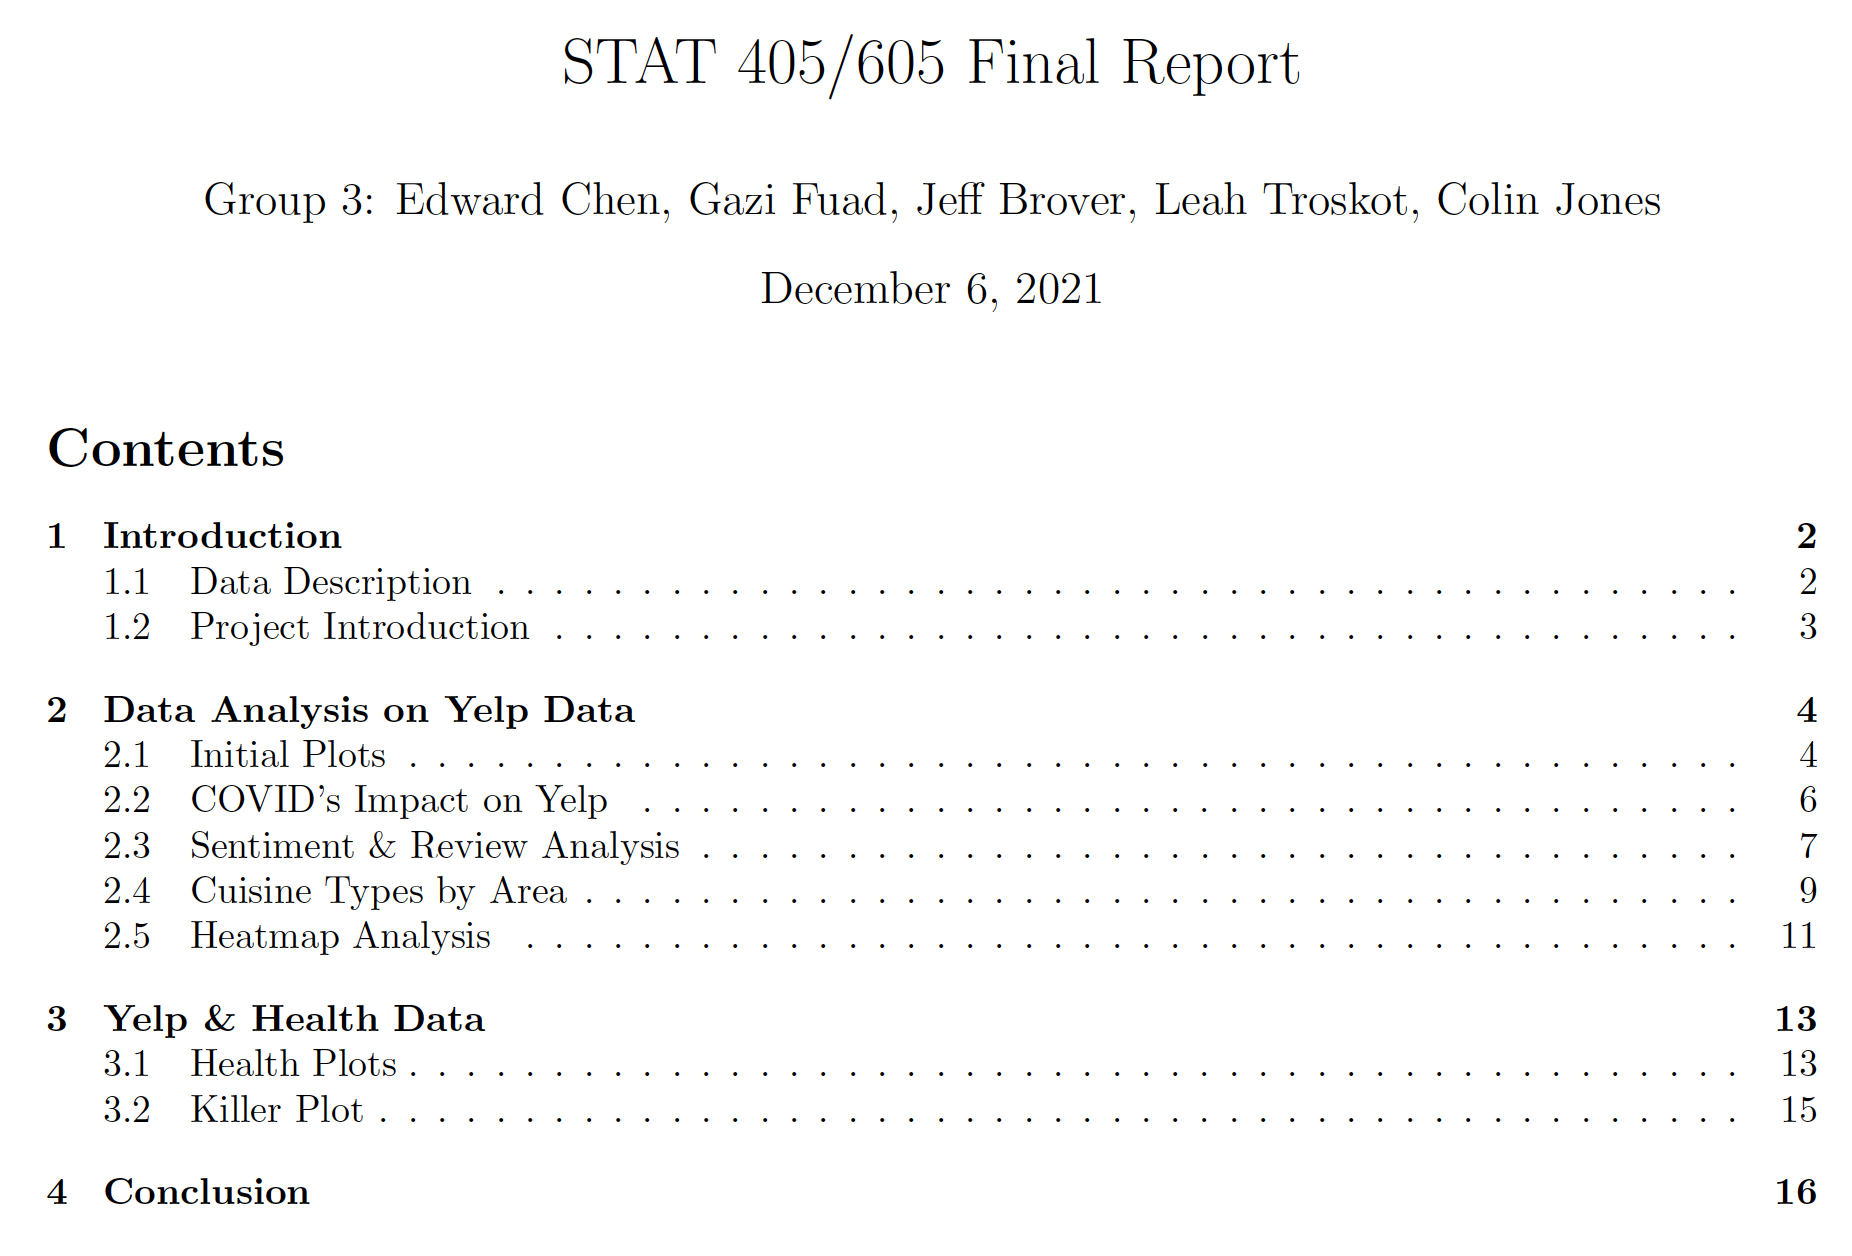 STAT 405/605 Final Report
Group 3: Edward Chen, Gazi Fuad, Jeff Brover, Leah Troskot, Colin Jones
December 6, 2021
Contents
1 Introduction 2
1.1 Data Description . . . . . . . . . . . . . . . . . . . . . . . . . . . . . . . . . . . . . . . . . . . 2
1.2 Project Introduction . . . . . . . . . . . . . . . . . . . . . . . . . . . . . . . . . . . . . . . . . 3
2 Data Analysis on Yelp Data 4
2.1 Initial Plots . . . . . . . . . . . . . . . . . . . . . . . . . . . . . . . . . . . . . . . . . . . . . . 4
2.2 COVID's Impact on Yelp . . . . . . . . . . . . . . . . . . . . . . . . . . . . . . . . . . . . . . 6
2.3 Sentiment & Review Analysis . . . . . . . . . . . . . . . . . . . . . . . . . . . . . . . . . . . . 7
2.4 Cuisine Types by Area . . . . . . . . . . . . . . . . . . . . . . . . . . . . . . . . . . . . . . . . 9
2.5 Heatmap Analysis . . . . . . . . . . . . . . . . . . . . . . . . . . . . . . . . . . . . . . . . . . 11
3 Yelp & Health Data 13
3.1 Health Plots . . . . . . . . . . . . . . . . . . . . . . . . . . . . . . . . . . . . . . . . . . . . . . 13
3.2 Killer Plot . . . . . . . . . . . . . . . . . . . . . . . . . . . . . . . . . . . . . . . . . . . . . . . 15
4 Conclusion 16